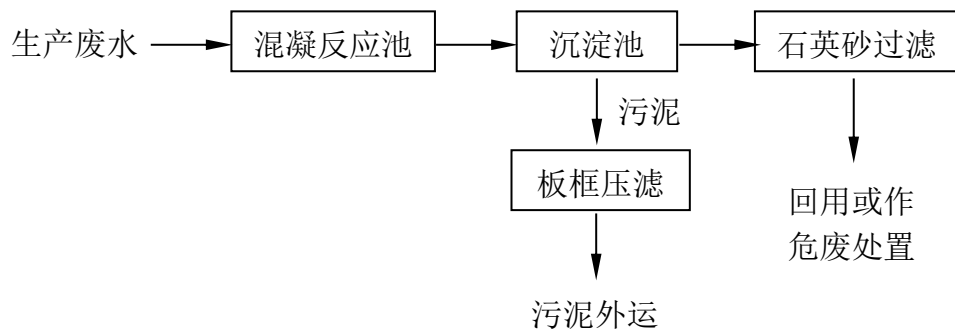 生产废水
混凝反应池
沉淀池
石英砂过滤
污泥
板框压滤
回用或作
危废处置
污泥外运